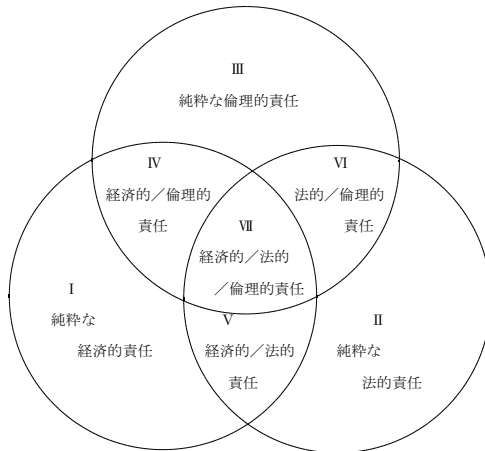 Ⅲ
純粋な倫理的責任
Ⅳ
経済的／倫理的
責任
Ⅵ
法的／倫理的
責任
Ⅶ
経済的／法的
／倫理的責任
Ⅰ
純粋な
経済的責任
Ⅴ
経済的／法的
責任
Ⅱ
純粋な
法的責任